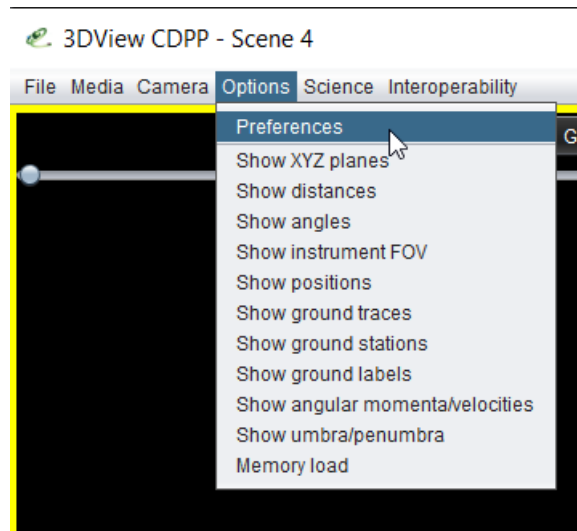 3DView CDPP - Scene 4
File Media Camera Options Science Interoperability
Preferences
G
Show XYZ planes
Show distances
Show angles
Show instrument FOV
Show positions
Show ground traces
Show ground stations
Show ground labels
Show angular momenta/velocities
Show umbra/penumbra
Memory load